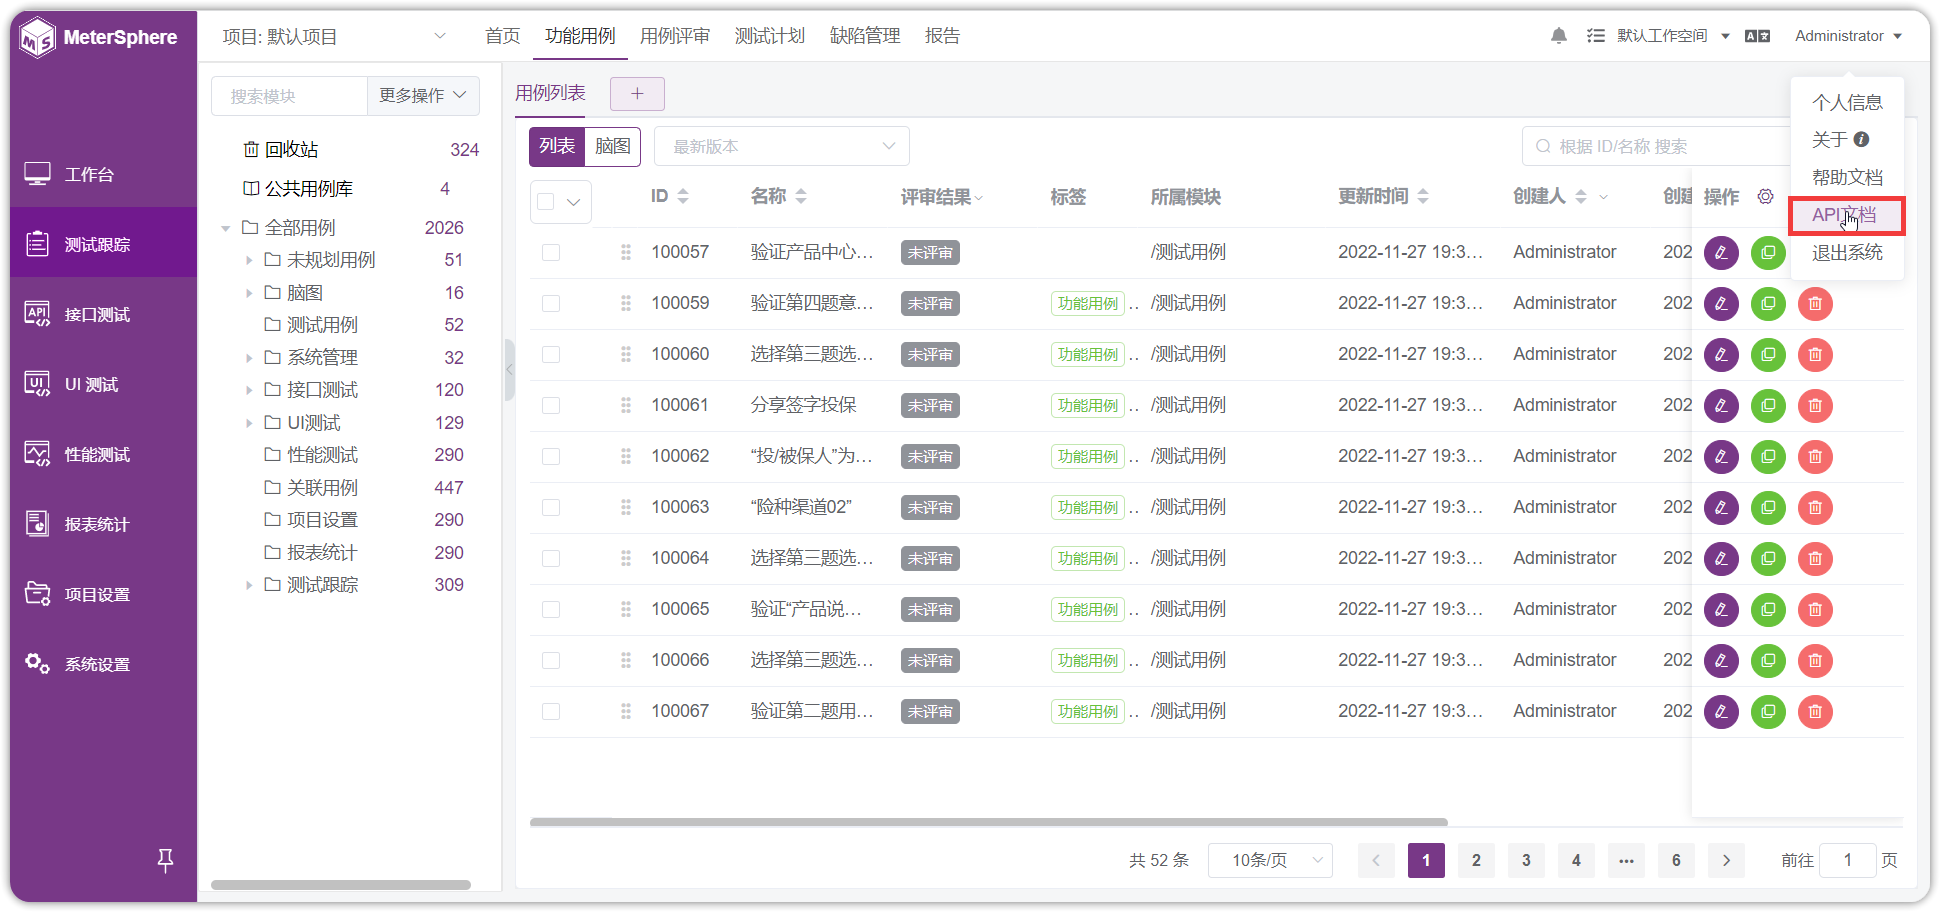 MeterSphere
项目: 默认项目
首页
功能用例
用例评审
测试计划
缺陷管理
报告
默认工作空间
Administrator
工作台
测试跟踪
接口测试
UI 测试
性能测试
报表统计
项目设置
系统设置
搜索模块
更多操作
回收站 324
公共用例库 4
全部用例 2026
未规划用例 51
脑图 16
测试用例 52
系统管理 32
接口测试 120
UI测试 129
性能测试 290
关联用例 447
项目设置 290
报表统计 290
测试跟踪 309
用例列表
+
列表 脑图
最新版本
根据 ID/名称 搜索
个人信息
关于
帮助文档
API文档
退出系统
ID 名称 评审结果 标签 所属模块 更新时间 创建人 创建 操作
100057 验证产品中心... 未评审 /测试用例 2022-11-27 19:3... Administrator 202
100059 验证第四题意... 未评审 功能用例 .. /测试用例 2022-11-27 19:3... Administrator 202
100060 选择第三题选... 未评审 功能用例 .. /测试用例 2022-11-27 19:3... Administrator 202
100061 分享签字投保 未评审 功能用例 .. /测试用例 2022-11-27 19:3... Administrator 202
100062 “投/被保人”为... 未评审 功能用例 .. /测试用例 2022-11-27 19:3... Administrator 202
100063 “险种渠道02” 未评审 功能用例 .. /测试用例 2022-11-27 19:3... Administrator 202
100064 选择第三题选... 未评审 功能用例 .. /测试用例 2022-11-27 19:3... Administrator 202
100065 验证“产品说... 未评审 功能用例 .. /测试用例 2022-11-27 19:3... Administrator 202
100066 选择第三题选... 未评审 功能用例 .. /测试用例 2022-11-27 19:3... Administrator 202
100067 验证第二题用... 未评审 功能用例 .. /测试用例 2022-11-27 19:3... Administrator 202
共 52 条 10条/页 1 2 3 4 ... 6 前往 1 页